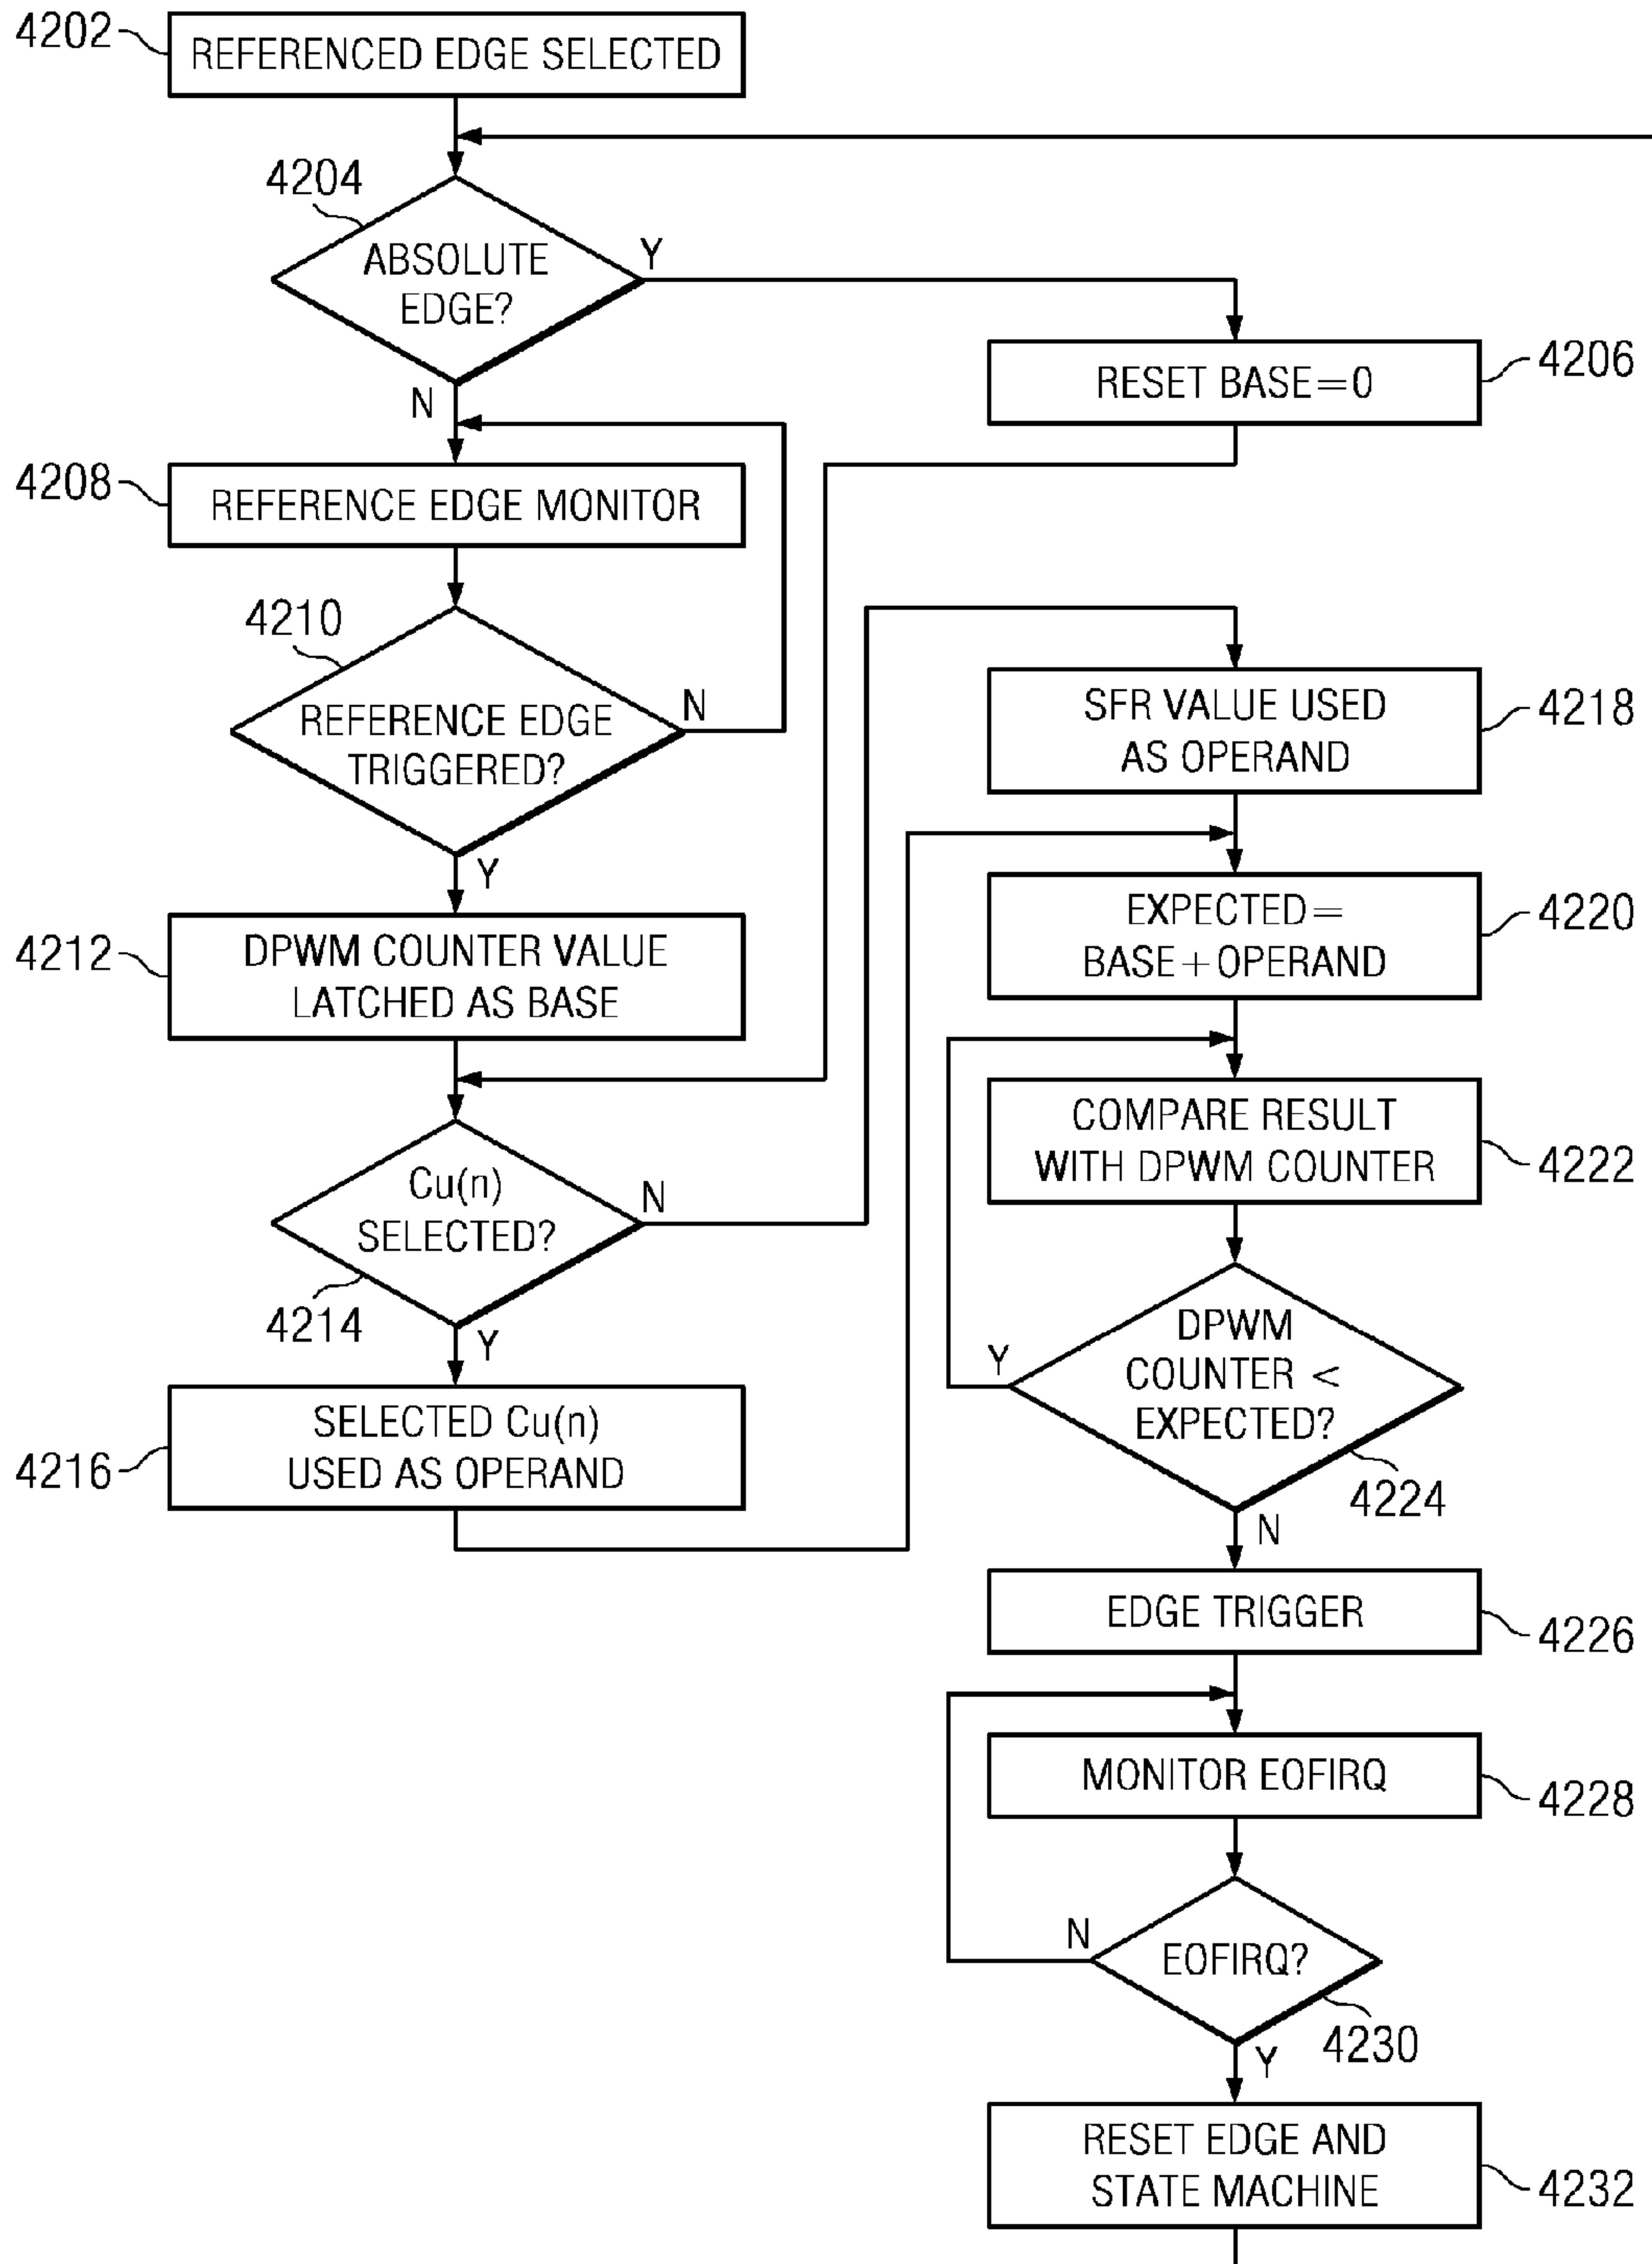 4202
REFERENCED EDGE SELECTED
4204
ABSOLUTE
EDGE?
Y
N
RESET BASE=0
4206
4208
REFERENCE EDGE MONITOR
4210
REFERENCE EDGE
TRIGGERED?
N
Y
4212
DPWM COUNTER VALUE
LATCHED AS BASE
Cu(n)
SELECTED?
N
4214
Y
4216
SELECTED Cu(n)
USED AS OPERAND
SFR VALUE USED
AS OPERAND
4218
EXPECTED=
BASE+OPERAND
4220
COMPARE RESULT
WITH DPWM COUNTER
4222
DPWM
COUNTER <
EXPECTED?
Y
4224
N
EDGE TRIGGER
4226
MONITOR EOFIRQ
4228
N
EOFIRQ?
4230
Y
RESET EDGE AND
STATE MACHINE
4232